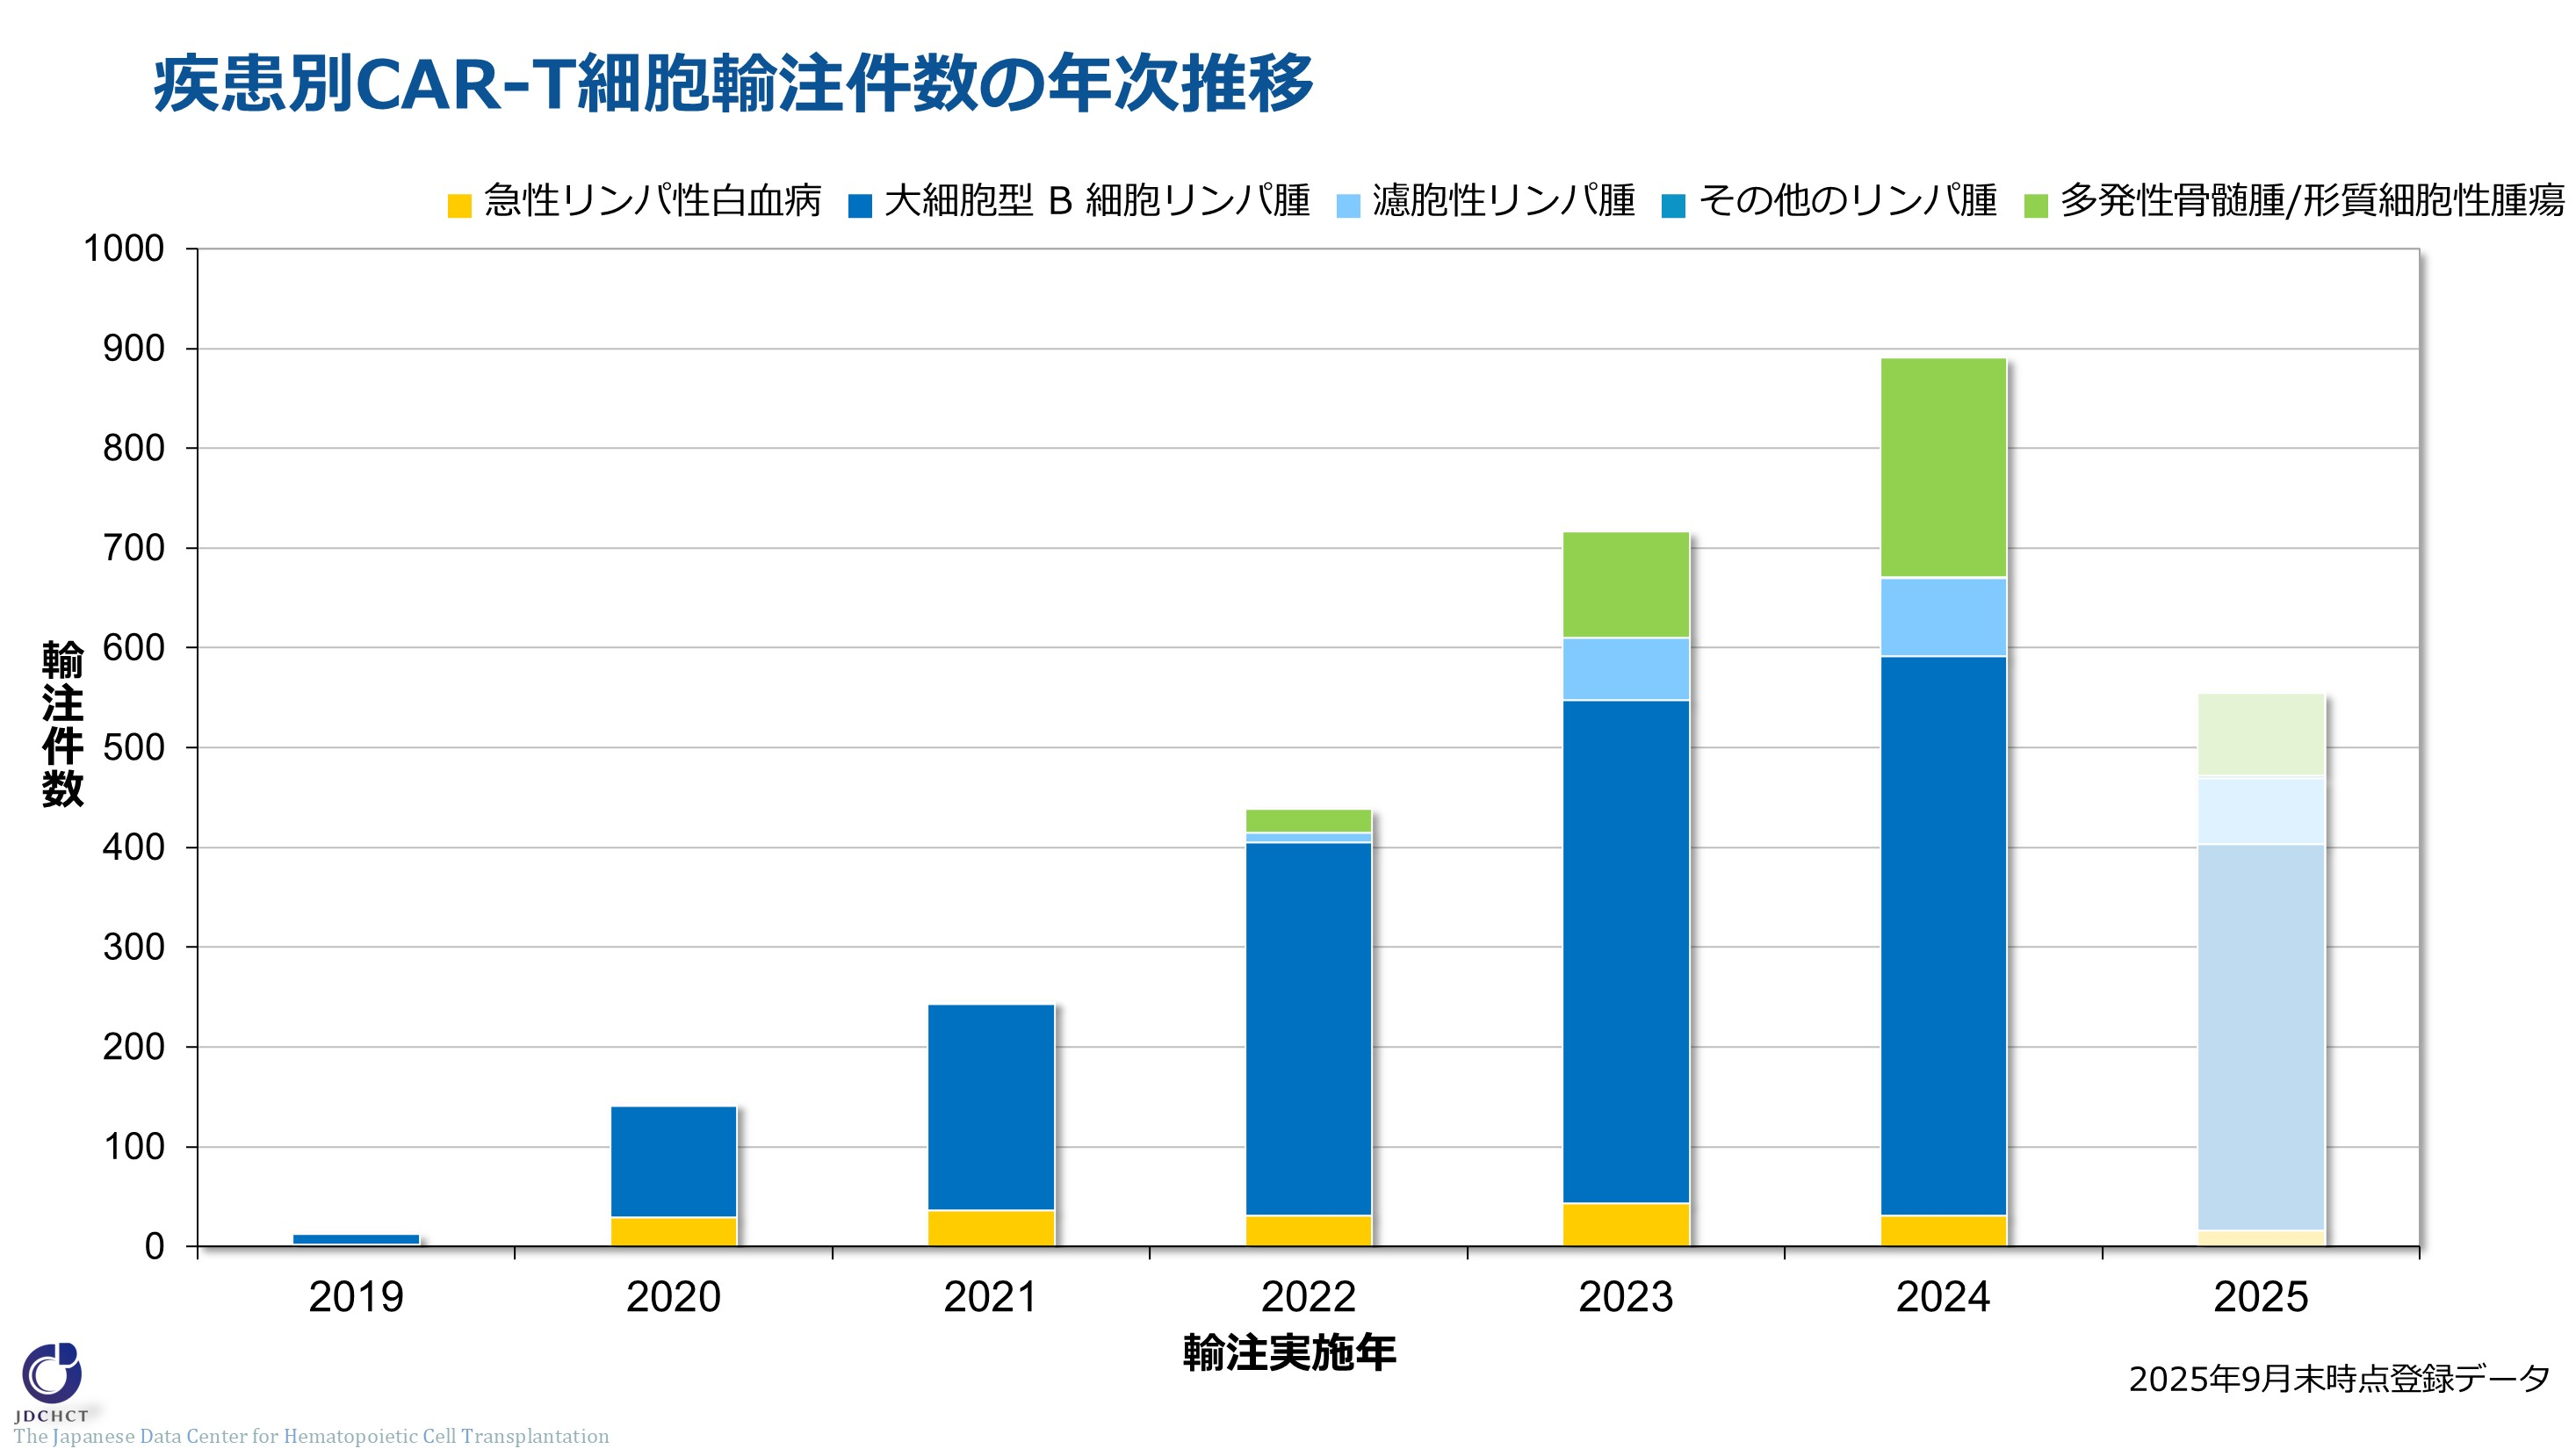 疾患別CAR-T細胞輸注件数の年次推移
急性リンパ性白血病 大細胞型 B 細胞リンパ腫 濾胞性リンパ腫 その他のリンパ腫 多発性骨髄腫/形質細胞性腫瘍
1000
900
800
700
600
500
400
300
200
100
0
輸注件数
2019 2020 2021 2022 2023 2024 2025
輸注実施年
2025年9月末時点登録データ
JDCHCT
The Japanese Data Center for Hematopoietic Cell Transplantation